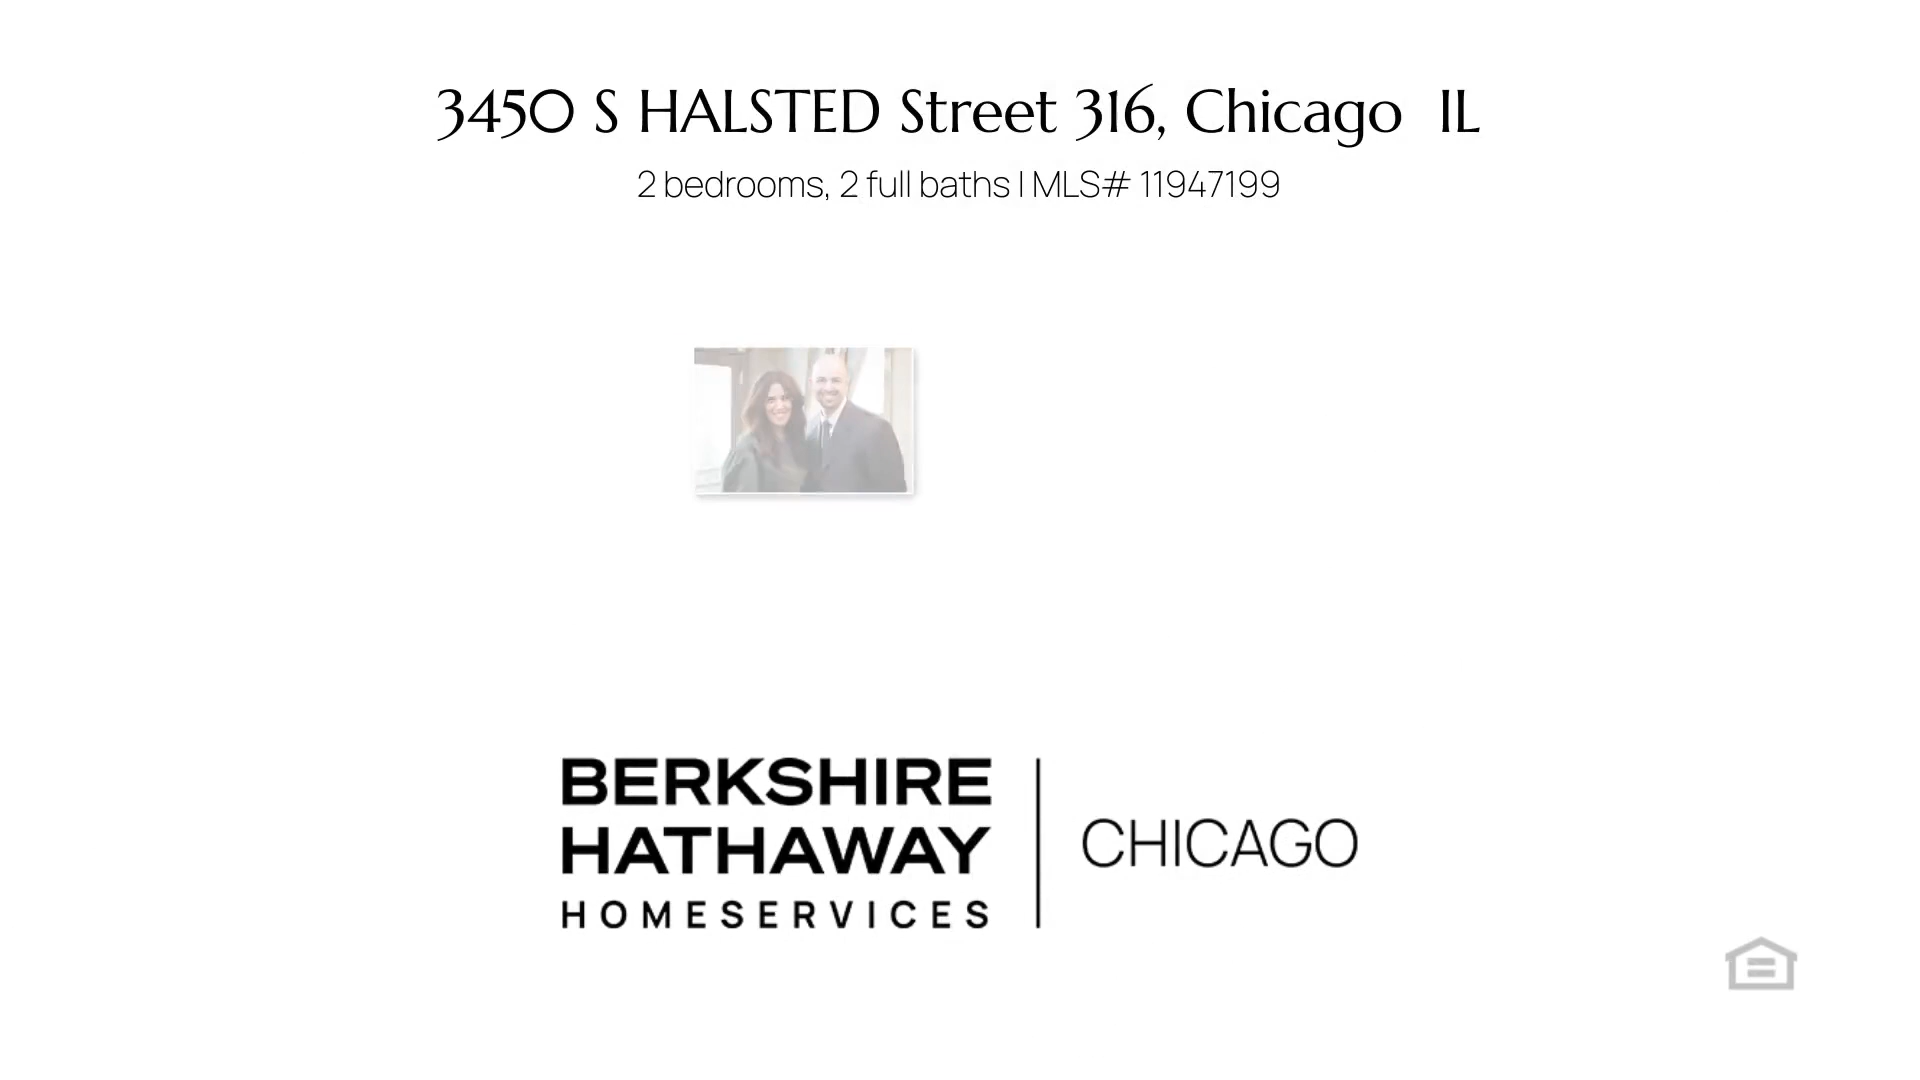 3450 S HALSTED Street 316, Chicago  IL
2 bedrooms, 2 full baths | MLS# 11947199
BERKSHIRE
HATHAWAY
HOMESERVICES
CHICAGO